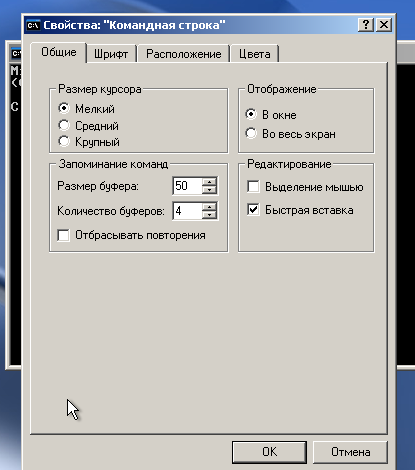 Свойства: "Командная строка"
Общие Шрифт Расположение Цвета
Размер курсора
Мелкий
Средний
Крупный
Отображение
В окне
Во весь экран
Запоминание команд
Размер буфера: 50
Количество буферов: 4
Отбрасывать повторения
Редактирование
Выделение мышью
Быстрая вставка
OK Отмена